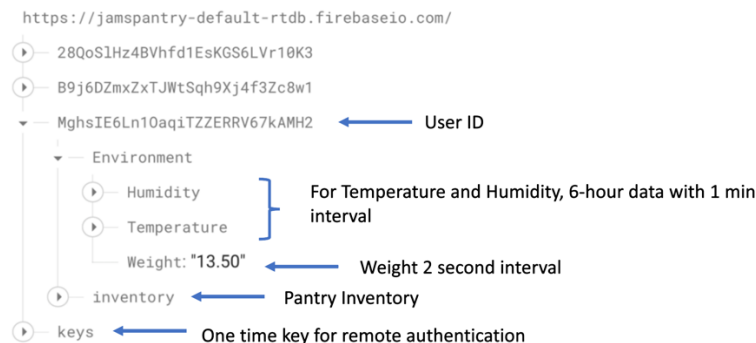 https://jamspantry-default-rtdb.firebaseio.com/
28QoSlHz4BVhfd1EsKGS6LVr10K3
B9j6DZmxZxTJWtSqh9Xj4f3Zc8w1
MghsIE6Ln1OaqiTZZERRV67kAMH2 User ID
Environment
Humidity
For Temperature and Humidity, 6-hour data with 1 min
interval
Temperature
Weight: "13.50"
Weight 2 second interval
inventory Pantry Inventory
keys One time key for remote authentication